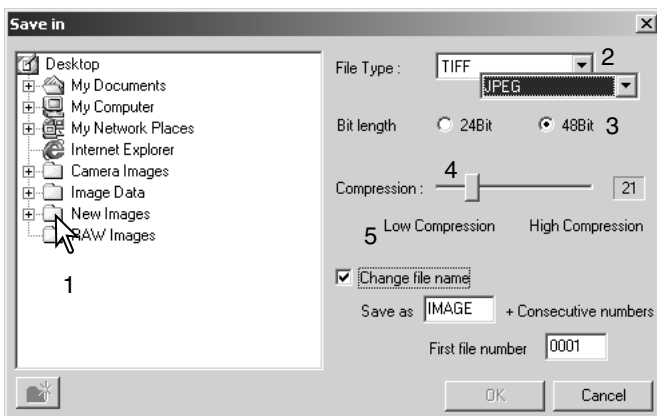 Save in
Desktop
My Documents
My Computer
My Network Places
Internet Explorer
Camera Images
Image Data
New Images
RAW Images
1
File Type :
TIFF
2
JPEG
Bit length
24Bit
48Bit
3
4
Compression :
21
5
Low Compression
High Compression
Change file name
Save as
IMAGE
+ Consecutive numbers
First file number
0001
OK
Cancel